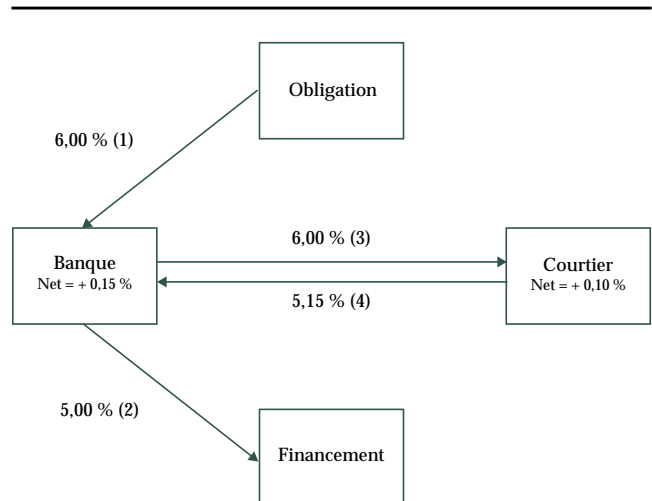 Obligation
6,00 % (1)
6,00 % (3)
Banque
Net = + 0,15 %
Courtier
Net = + 0,10 %
5,15 % (4)
5,00 % (2)
Financement